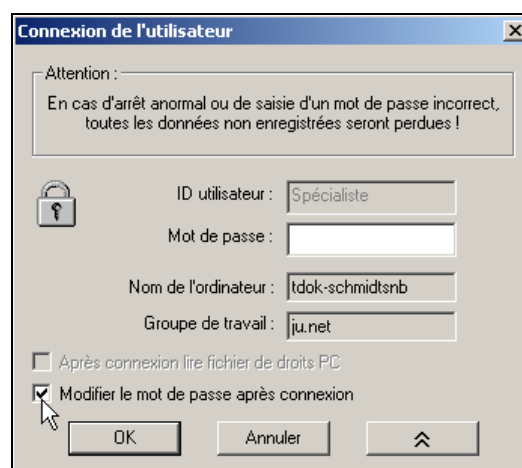 Connexion de l'utilisateur
Attention :
En cas d'arrêt anormal ou de saisie d'un mot de passe incorrect,
toutes les données non enregistrées seront perdues !
ID utilisateur : Spécialiste
Mot de passe :
Nom de l'ordinateur : tdok-schmidtsnb
Groupe de travail : ju.net
Après connexion lire fichier de droits PC
Modifier le mot de passe après connexion
OK Annuler